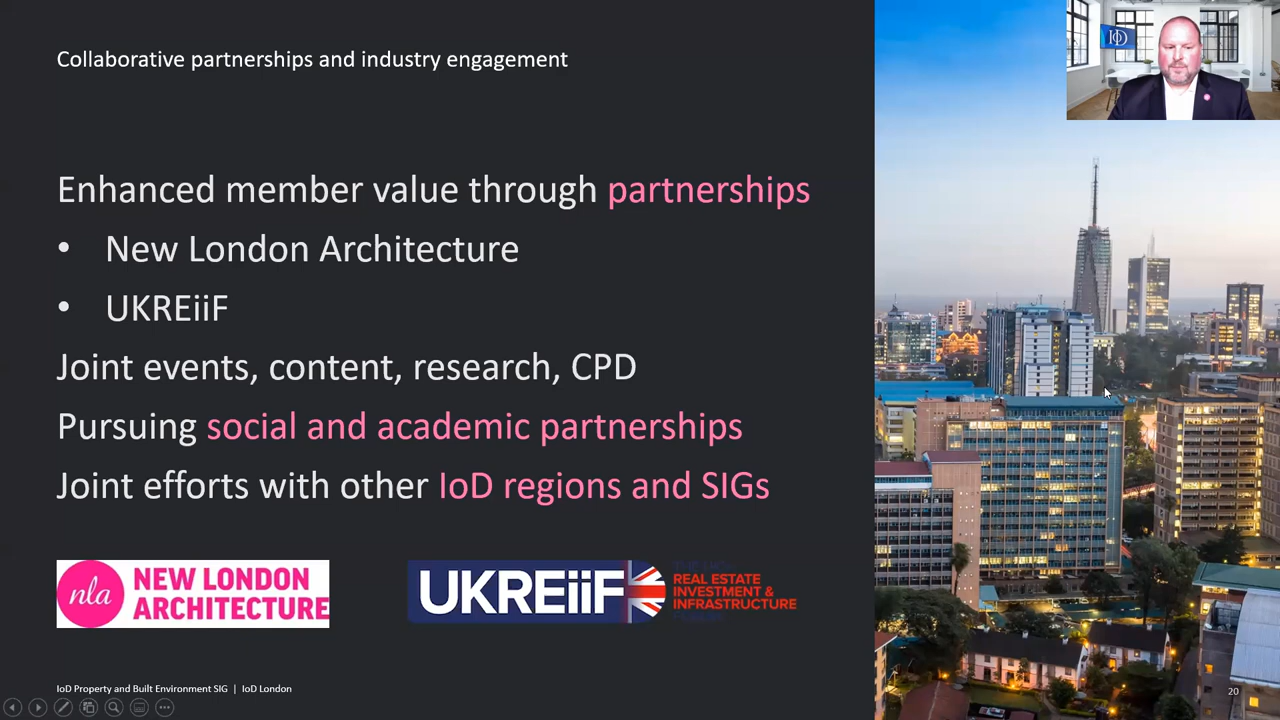 Collaborative partnerships and industry engagement
IOD
Enhanced member value through partnerships
• New London Architecture
• UKREiiF
Joint events, content, research, CPD
Pursuing social and academic partnerships
Joint efforts with other IoD regions and SIGs
nla
NEW LONDON
ARCHITECTURE
UKREiiF
REAL ESTATE
INVESTMENT &
INFRASTRUCTURE
IoD Property and Built Environment SIG | IoD London
20